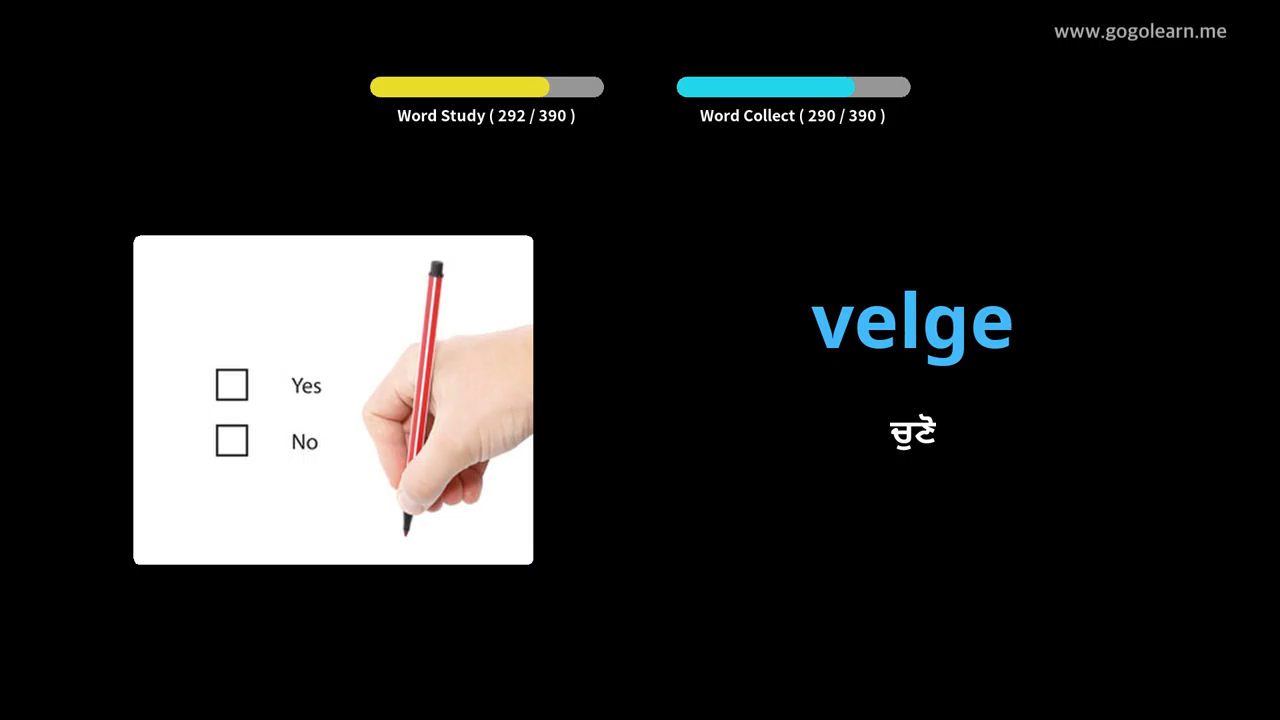 www.gogolearn.me
Word Study ( 292 / 390 )
Word Collect ( 290 / 390 )
Yes
No
velge
ਚੁਣੋ